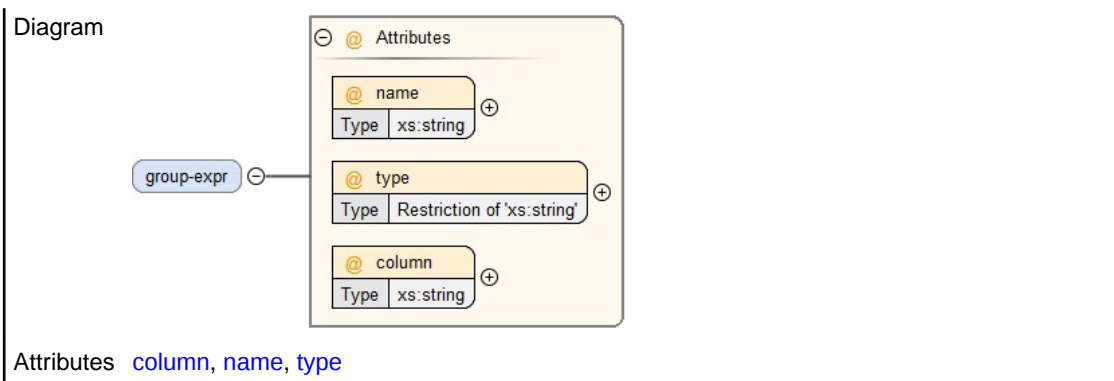 Diagram
@ Attributes
@ name
Type xs:string
group-expr
@ type
Type Restriction of 'xs:string'
@ column
Type xs:string
Attributes column, name, type